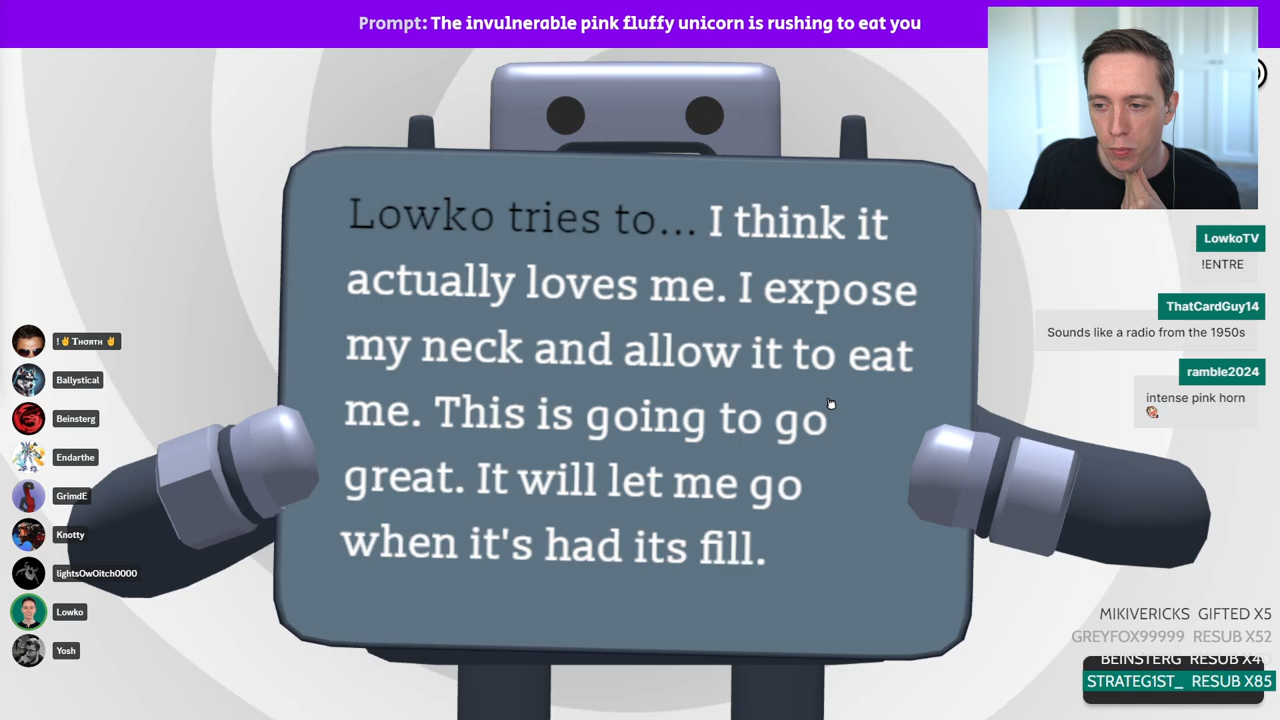 Prompt: The invulnerable pink fluffy unicorn is rushing to eat you
Lowko tries to... I think it
actually loves me. I expose
my neck and allow it to eat
me. This is going to go
great. It will let me go
when it's had its fill.
! ✌ Tʜσʀᴛʜ ✌
Ballystical
Beinsterg
Endarthe
GrimdE
Knotty
lightsOwOitch0000
Lowko
Yosh
LowkoTV
!ENTRE
ThatCardGuy14
Sounds like a radio from the 1950s
ramble2024
intense pink horn
MIKIVERICKS GIFTED X5
GREYFOX99999 RESUB X52
BEINSTERG RESUB X40
STRATEG1ST_ RESUB X85